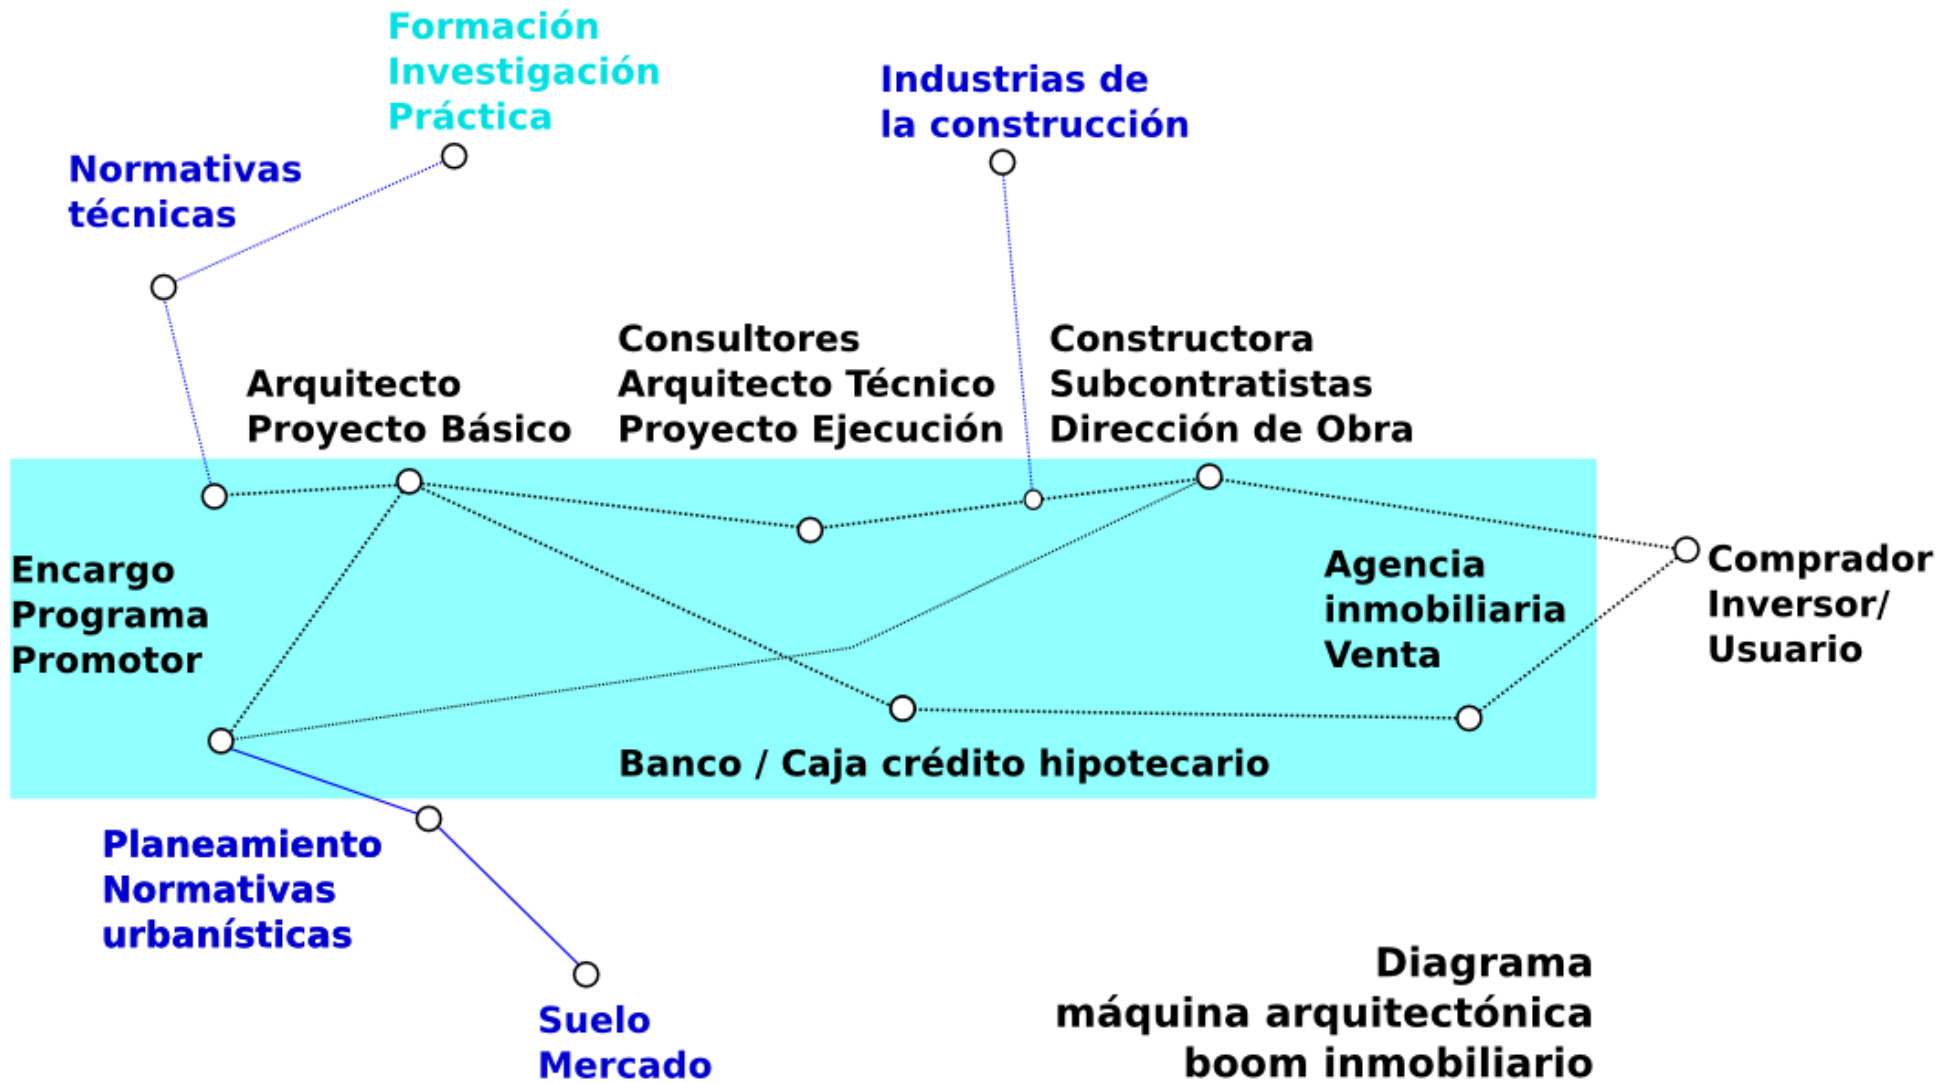 Formación
Investigación
Práctica
Industrias de
la construcción
Normativas
técnicas
Arquitecto
Proyecto Básico
Consultores
Arquitecto Técnico
Proyecto Ejecución
Constructora
Subcontratistas
Dirección de Obra
Encargo
Programa
Promotor
Agencia
inmobiliaria
Venta
Comprador
Inversor/
Usuario
Banco / Caja crédito hipotecario
Planeamiento
Normativas
urbanísticas
Suelo
Mercado
Diagrama
máquina arquitectónica
boom inmobiliario